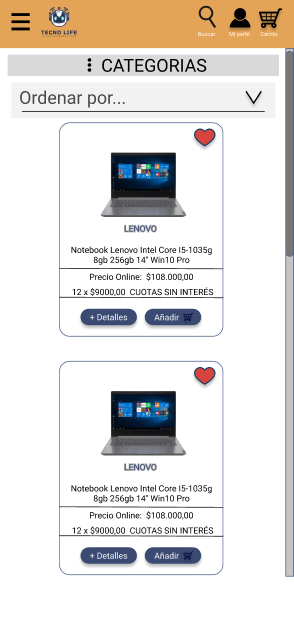 TECNO LIFE
Buscar
Mi perfil
Carrito
CATEGORIAS
Ordenar por...
LENOVO
Notebook Lenovo Intel Core I5-1035g
8gb 256gb 14" Win10 Pro
Precio Online: $108.000,00
12 x $9000,00 CUOTAS SIN INTERÉS
+ Detalles
Añadir
LENOVO
Notebook Lenovo Intel Core I5-1035g
8gb 256gb 14" Win10 Pro
Precio Online: $108.000,00
12 x $9000,00 CUOTAS SIN INTERÉS
+ Detalles
Añadir